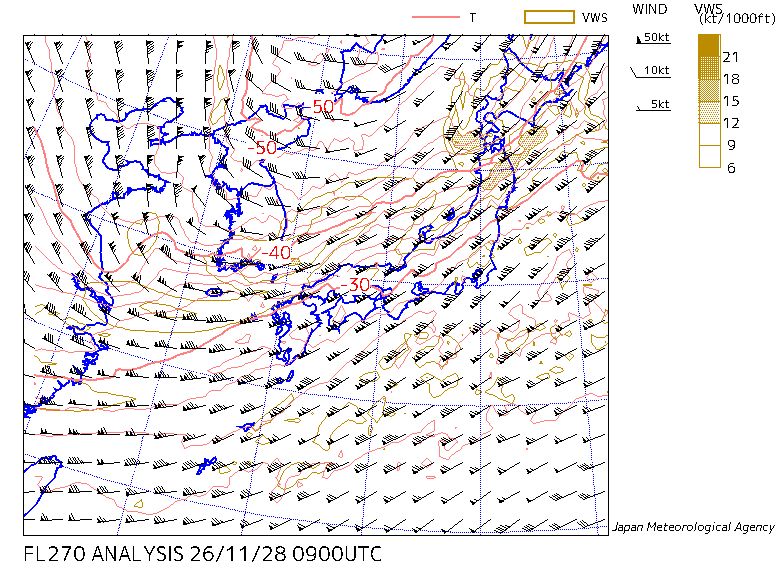 T
VWS
WIND
50kt
10kt
5kt
VWS
(kt/1000ft)
21
18
15
12
9
6
-50
-50
-40
-30
Japan Meteorological Agency
FL270 ANALYSIS 26/11/28 0900UTC